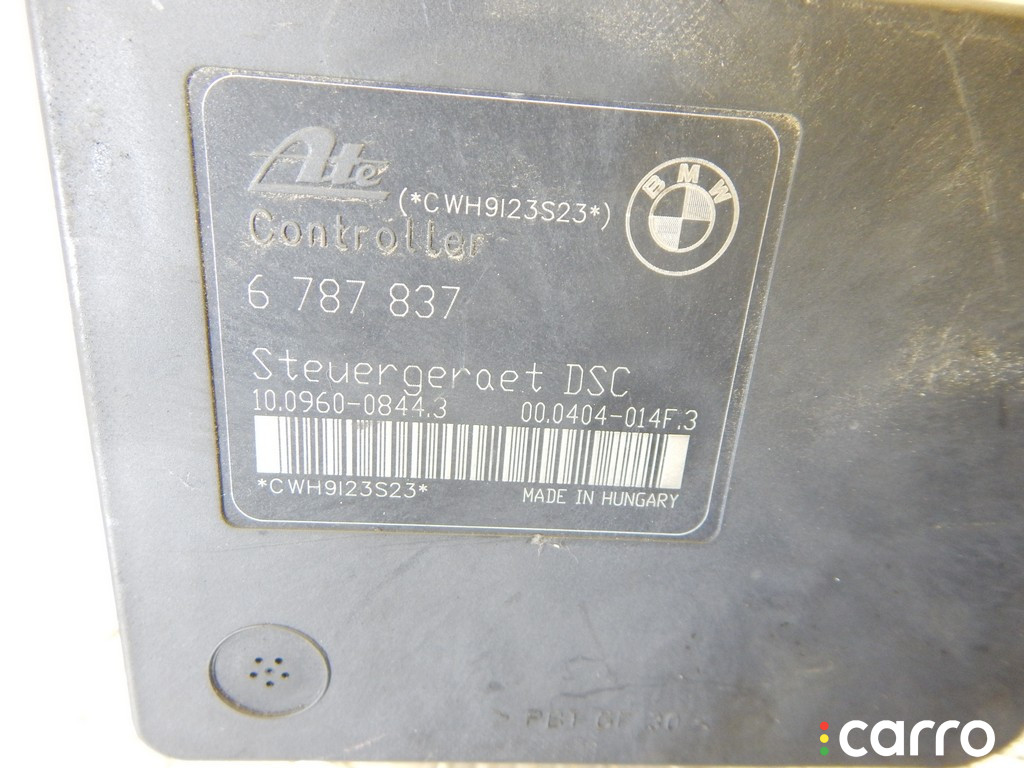 Ate
(*CWH9I23S23*)
BMW
Controller
6 787 837
Steuergeraet DSC
10.0960-0844.3 00.0404-014F.3
*CWH9I23S23*
MADE IN HUNGARY
carro